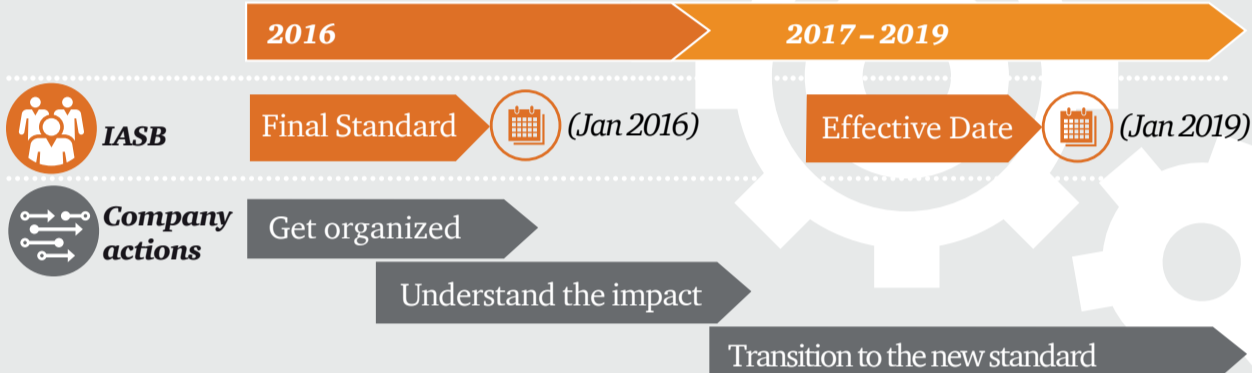 2016
2017–2019
IASB
Final Standard
(Jan 2016)
Effective Date
(Jan 2019)
Company
actions
Get organized
Understand the impact
Transition to the new standard